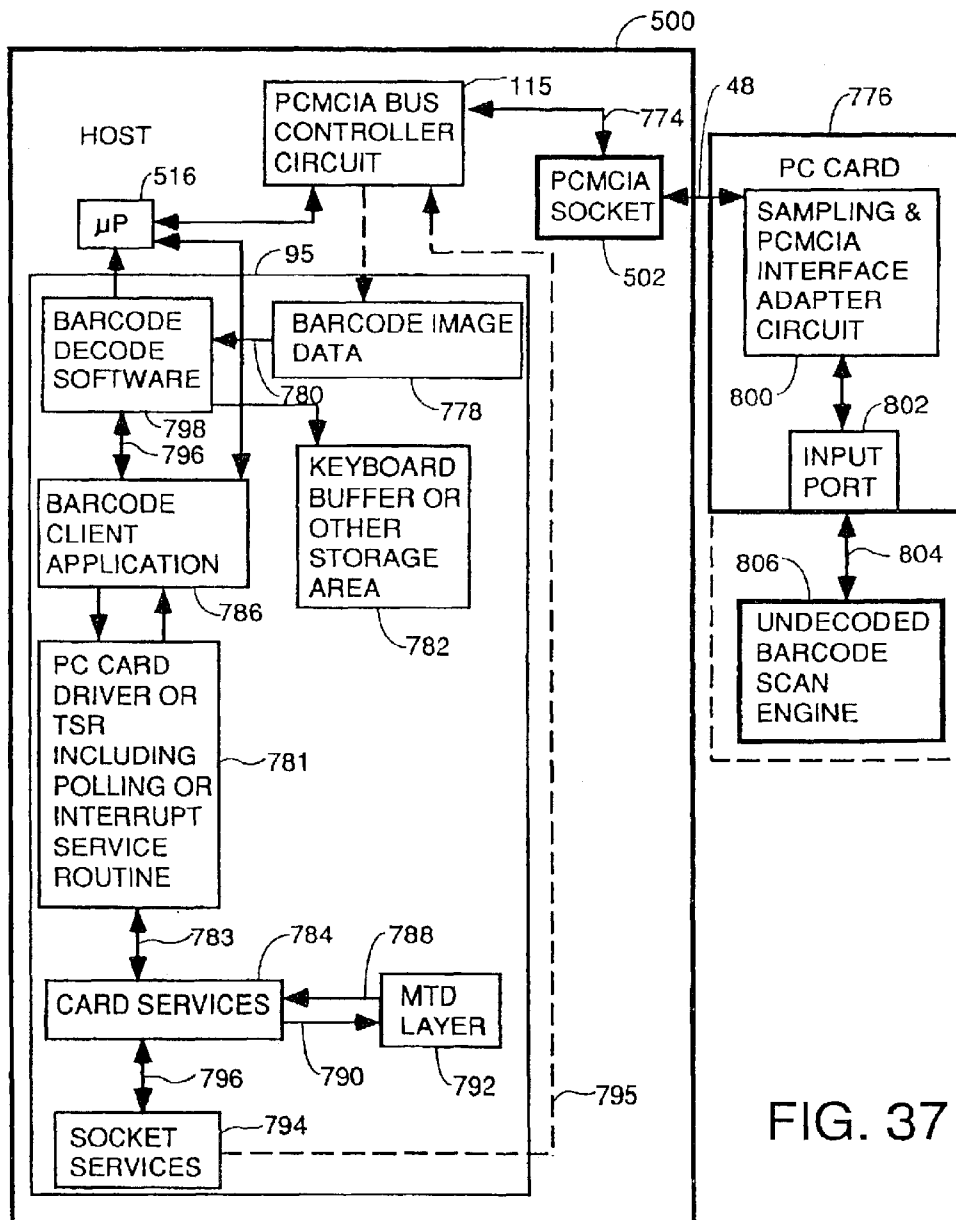 500
115
PCMCIA BUS
CONTROLLER
CIRCUIT
774
48
776
HOST
516
μP
PCMCIA
SOCKET
502
PC CARD
SAMPLING &
PCMCIA
INTERFACE
ADAPTER
CIRCUIT
800
802
INPUT
PORT
804
806
UNDECODED
BARCODE
SCAN
ENGINE
95
BARCODE
DECODE
SOFTWARE
798
796
780
BARCODE IMAGE
DATA
778
KEYBOARD
BUFFER OR
OTHER
STORAGE
AREA
782
BARCODE
CLIENT
APPLICATION
786
PC CARD
DRIVER OR
TSR
INCLUDING
POLLING OR
INTERRUPT
SERVICE
ROUTINE
781
783
784
788
CARD SERVICES
MTD
LAYER
790
792
796
794
SOCKET
SERVICES
795
FIG. 37